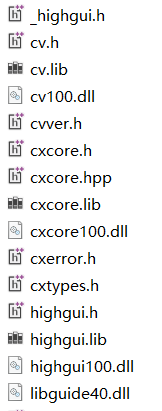 _highgui.h
cv.h
cv.lib
cv100.dll
cvver.h
cxcore.h
cxcore.hpp
cxcore.lib
cxcore100.dll
cxerror.h
cxtypes.h
highgui.h
highgui.lib
highgui100.dll
libguide40.dll